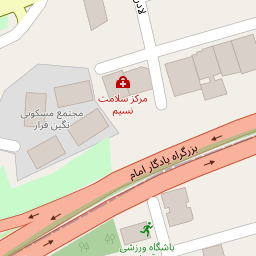 مرکز سلامت
نسیم
مجتمع مسکونی
نگین فراز
بزرگراه یادگار امام
باشگاه ورزشی